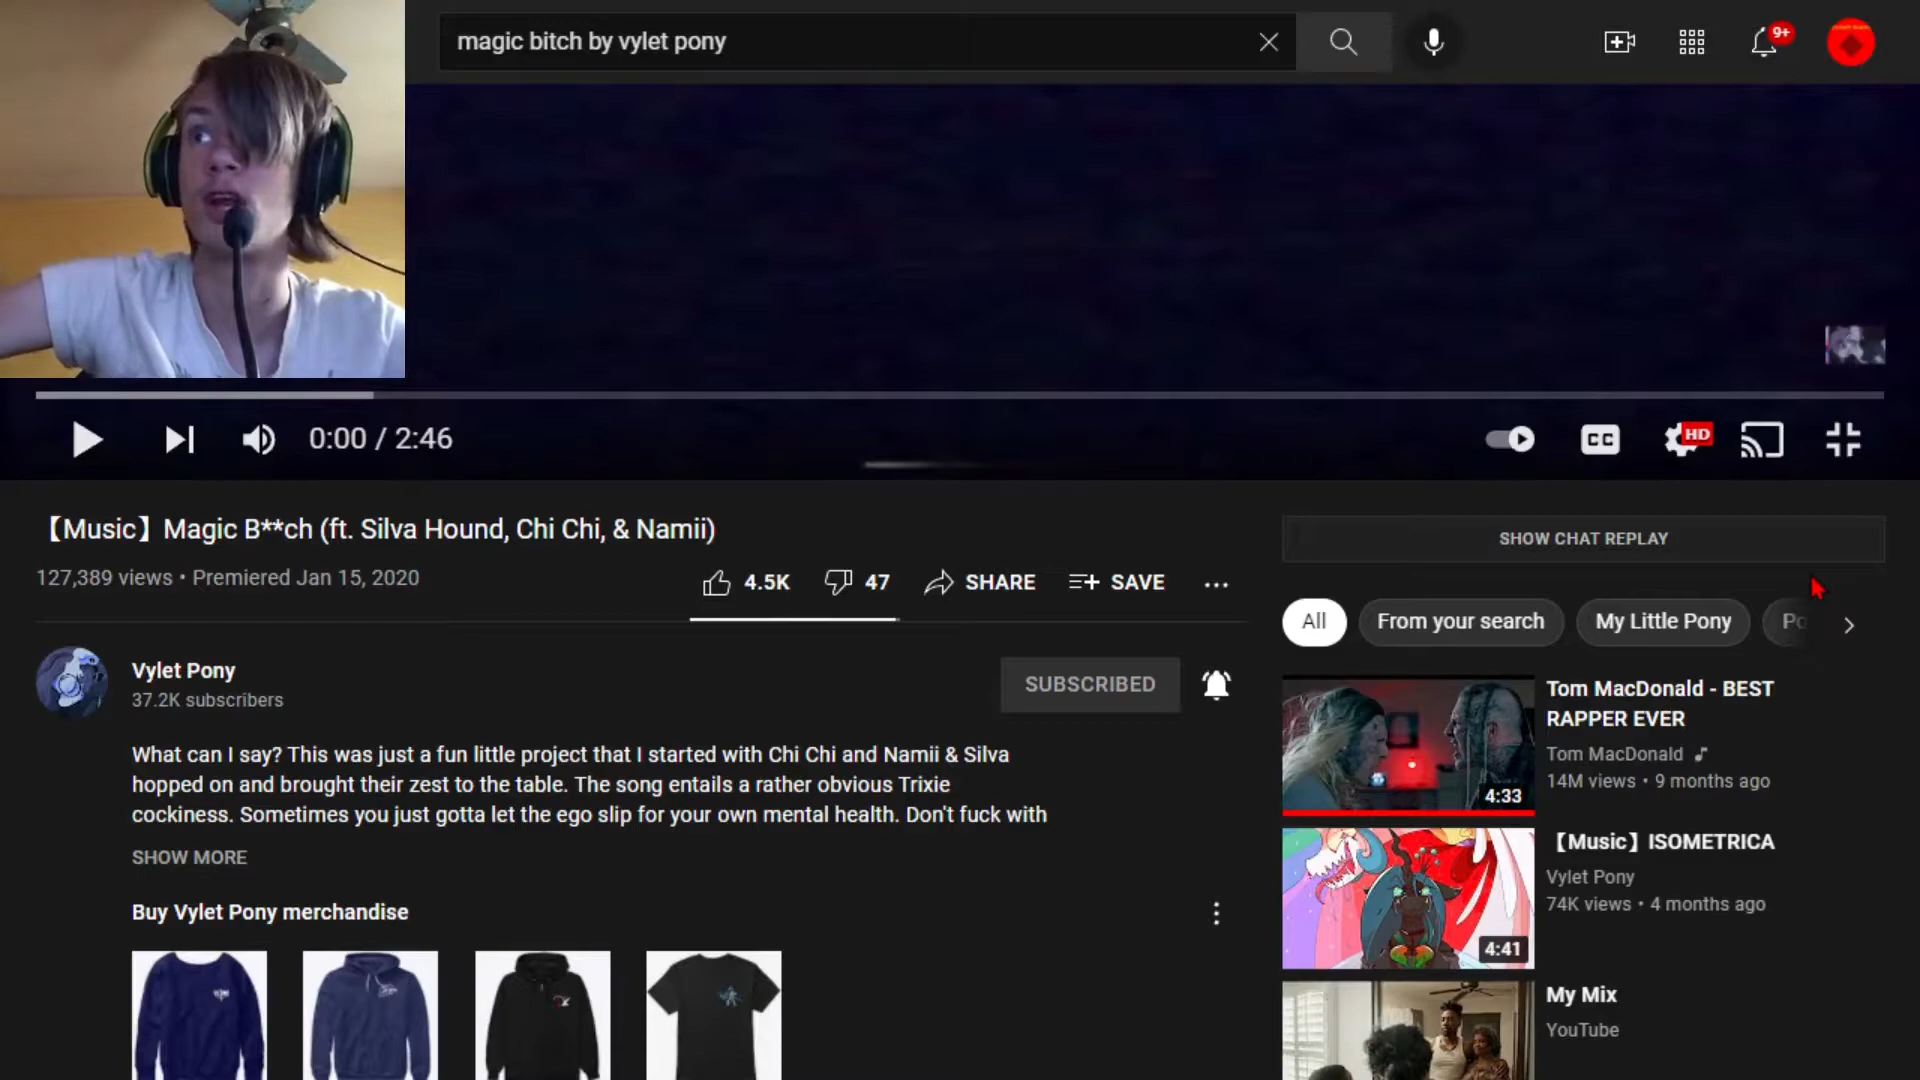 magic bitch by vylet pony
9+
0:00 / 2:46
CC
HD
【Music】Magic B**ch (ft. Silva Hound, Chi Chi, & Namii)
127,389 views • Premiered Jan 15, 2020
4.5K
47
SHARE
SAVE
Vylet Pony
37.2K subscribers
SUBSCRIBED
What can I say? This was just a fun little project that I started with Chi Chi and Namii & Silva
hopped on and brought their zest to the table. The song entails a rather obvious Trixie
cockiness. Sometimes you just gotta let the ego slip for your own mental health. Don't fuck with
SHOW MORE
Buy Vylet Pony merchandise
SHOW CHAT REPLAY
All
From your search
My Little Pony
Po
Tom MacDonald - BEST
RAPPER EVER
Tom MacDonald
14M views • 9 months ago
4:33
【Music】ISOMETRICA
Vylet Pony
74K views • 4 months ago
4:41
My Mix
YouTube